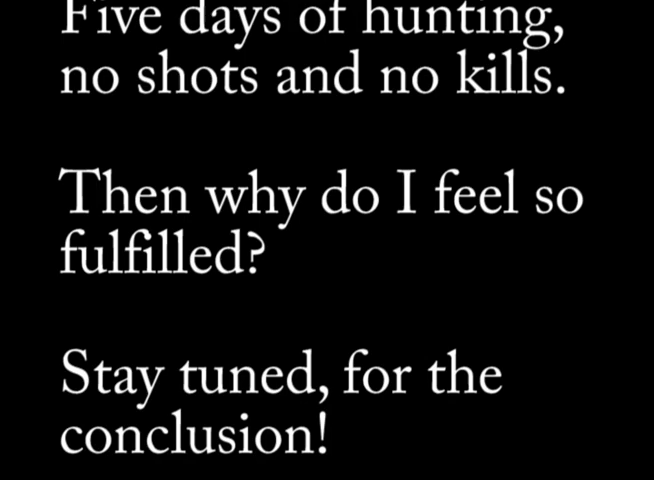 Five days of hunting,
no shots and no kills.
Then why do I feel so
fulfilled?
Stay tuned, for the
conclusion!